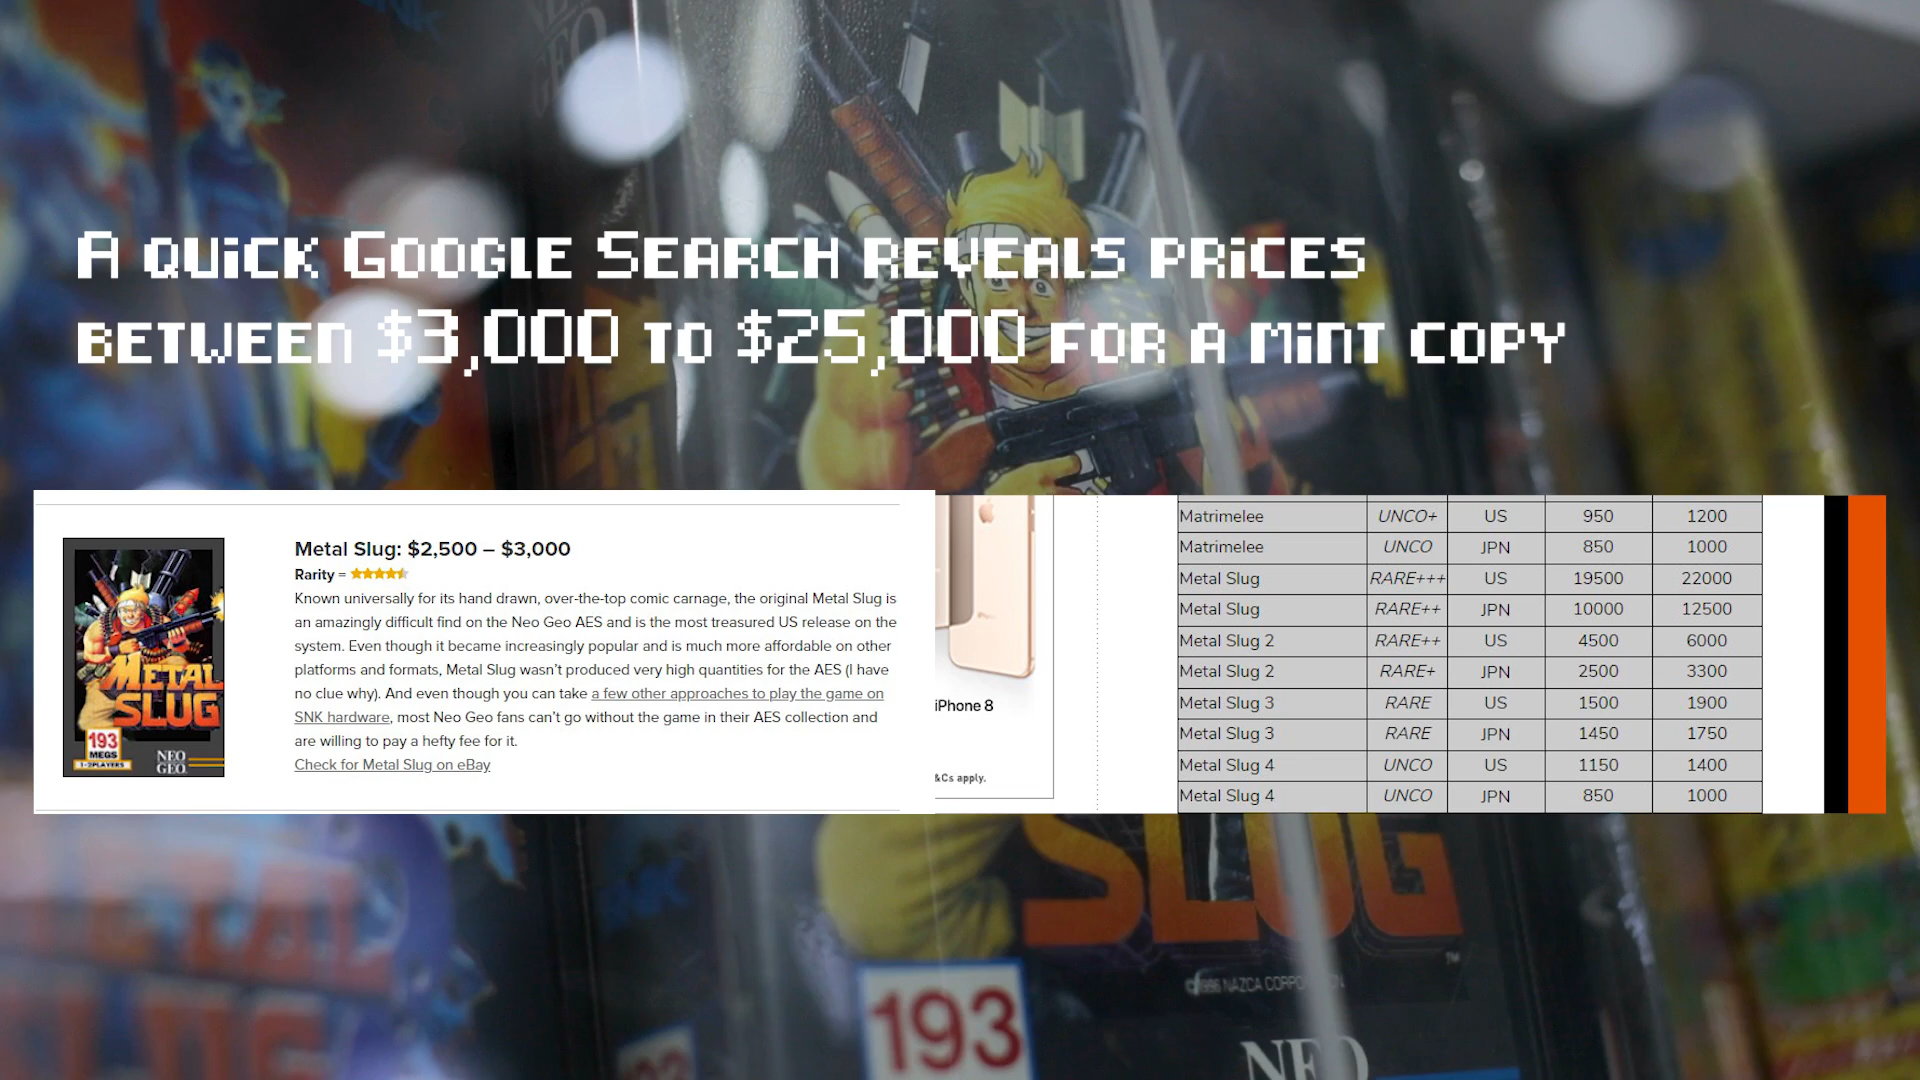 A quick Google Search reveals prices
between $3,000 to $25,000 for a mint copy
Metal Slug: $2,500 – $3,000
Rarity =
Known universally for its hand drawn, over-the-top comic carnage, the original Metal Slug is
an amazingly difficult find on the Neo Geo AES and is the most treasured US release on the
system. Even though it became increasingly popular and is much more affordable on other
platforms and formats, Metal Slug wasn't produced very high quantities for the AES (I have
no clue why). And even though you can take a few other approaches to play the game on
SNK hardware, most Neo Geo fans can't go without the game in their AES collection and
are willing to pay a hefty fee for it.
Check for Metal Slug on eBay
METAL
SLUG
193
MEGS
1-2PLAYERS
NEO
GEO
iPhone 8
&Cs apply.
Matrimelee UNCO+ US 950 1200
Matrimelee UNCO JPN 850 1000
Metal Slug RARE+++ US 19500 22000
Metal Slug RARE++ JPN 10000 12500
Metal Slug 2 RARE++ US 4500 6000
Metal Slug 2 RARE+ JPN 2500 3300
Metal Slug 3 RARE US 1500 1900
Metal Slug 3 RARE JPN 1450 1750
Metal Slug 4 UNCO US 1150 1400
Metal Slug 4 UNCO JPN 850 1000
SLUG
TM
©1996 NAZCA CORPORATION
193
NEO